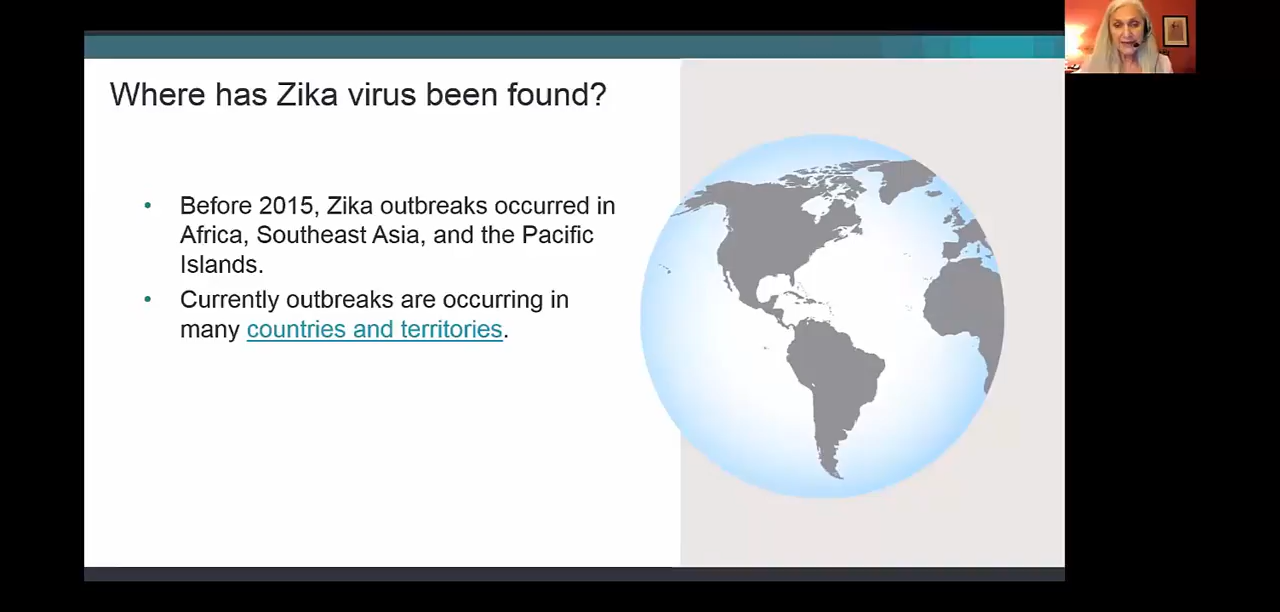 Where has Zika virus been found?
• Before 2015, Zika outbreaks occurred in
Africa, Southeast Asia, and the Pacific
Islands.
• Currently outbreaks are occurring in
many countries and territories.